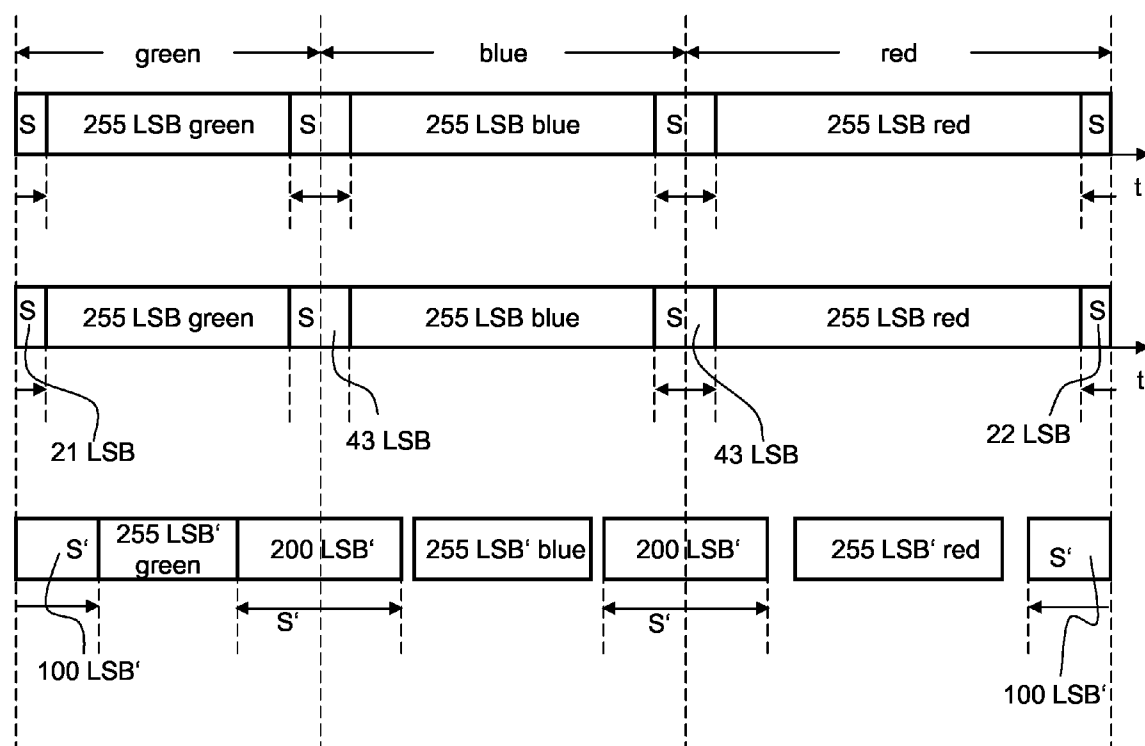 green blue red
S 255 LSB green S 255 LSB blue S 255 LSB red S
t
S 255 LSB green S 255 LSB blue S 255 LSB red S
t
21 LSB 43 LSB 43 LSB 22 LSB
S‘ 255 LSB‘ green 200 LSB‘ 255 LSB‘ blue 200 LSB‘ 255 LSB‘ red S‘
S‘ S‘
100 LSB‘ 100 LSB‘